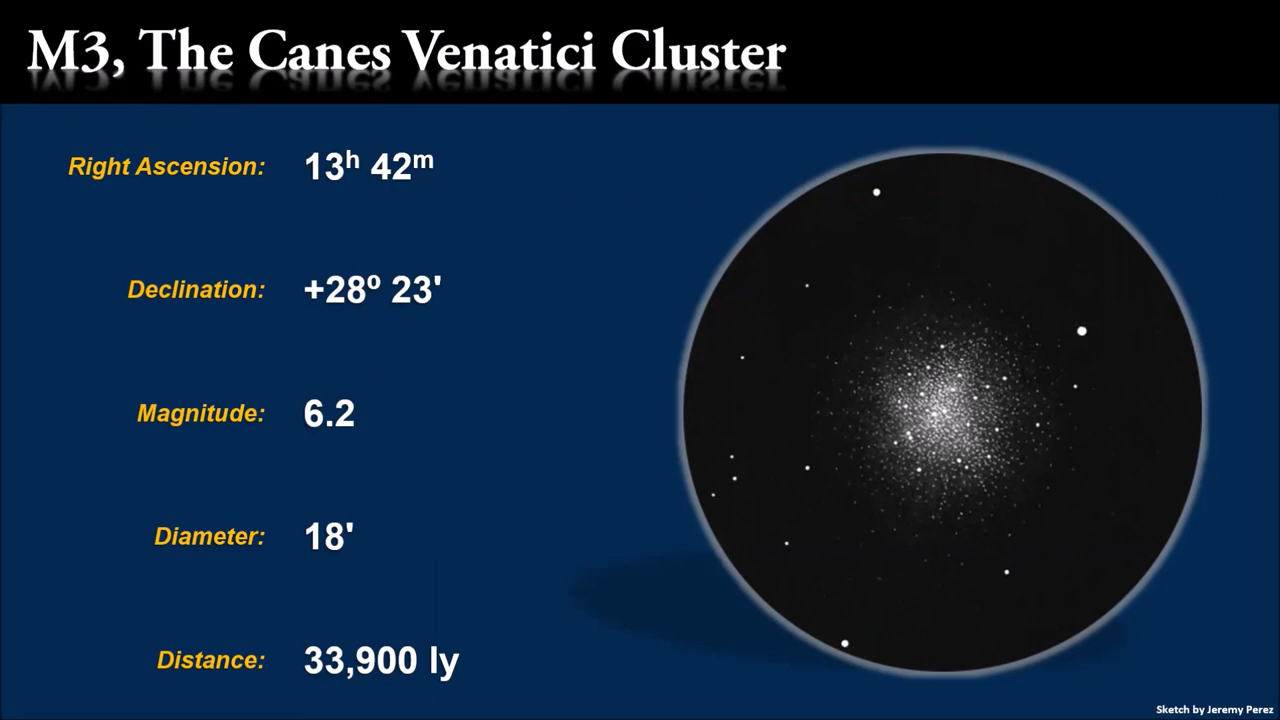 M3, The Canes Venatici Cluster
Right Ascension: 13ʰ 42ᵐ
Declination: +28º 23'
Magnitude: 6.2
Diameter: 18'
Distance: 33,900 ly
Sketch by Jeremy Perez